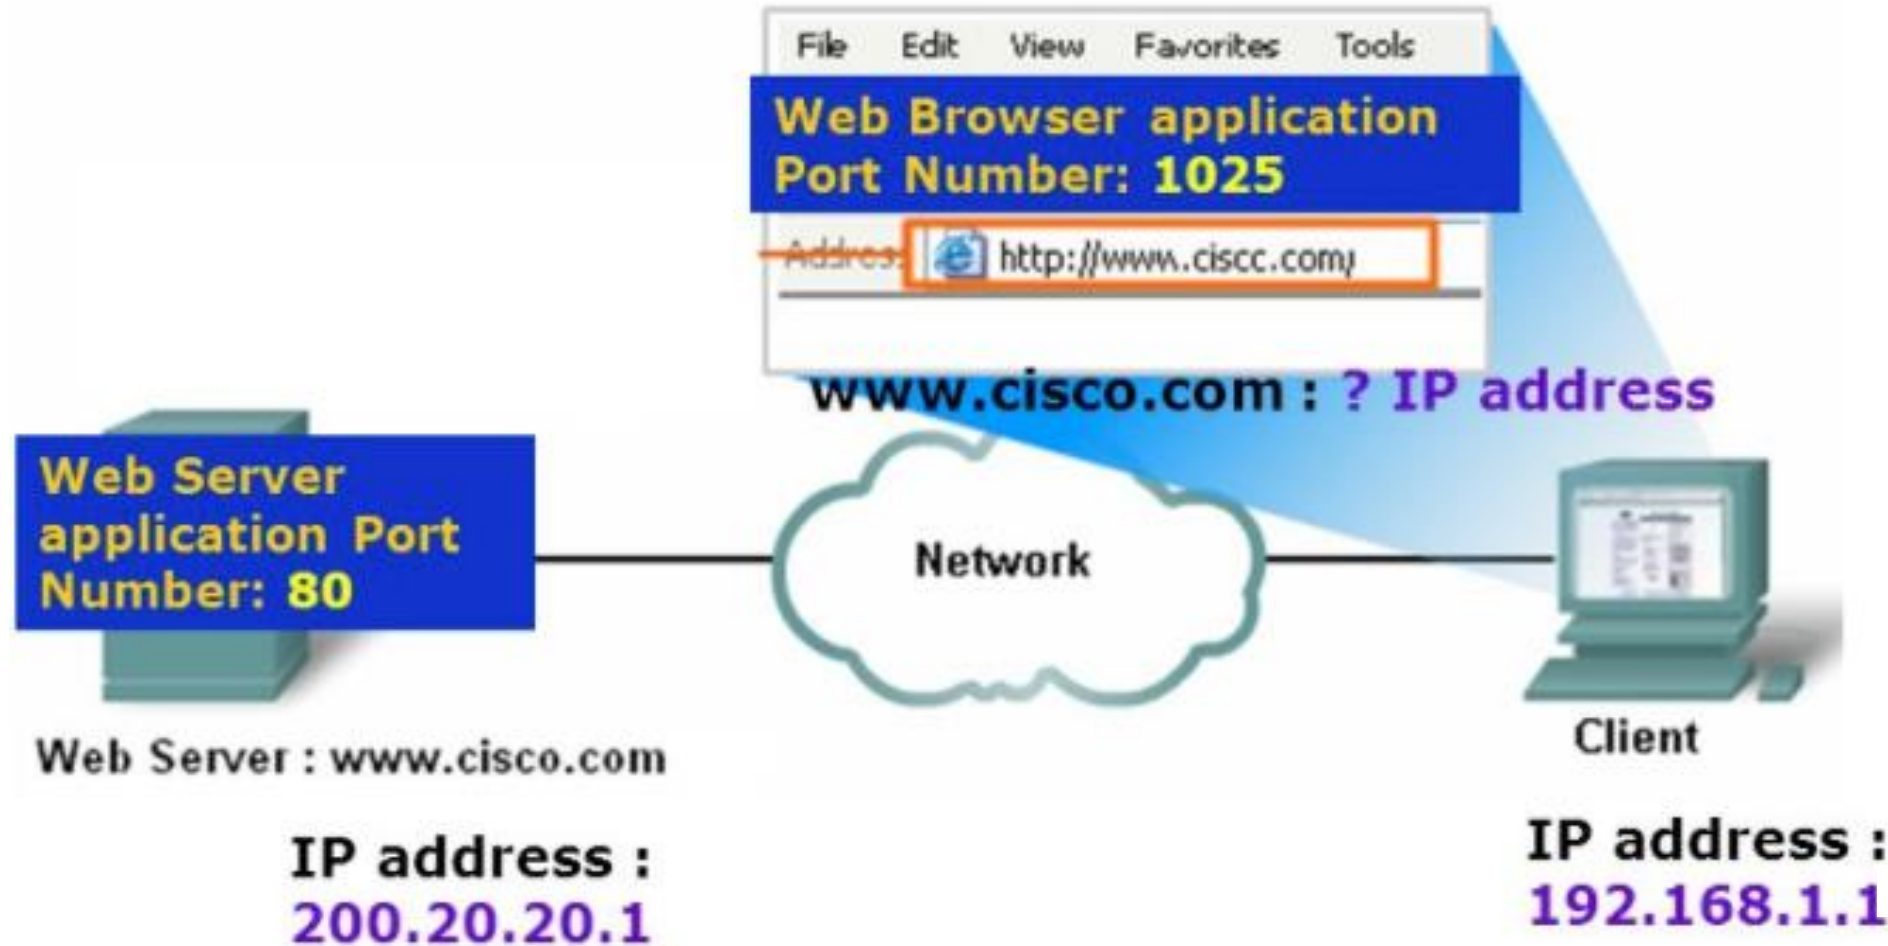 File Edit View Favorites Tools
Web Browser application
Port Number: 1025
Address http://www.ciscc.com/
www.cisco.com : ? IP address
Web Server
application Port
Number: 80
Network
Client
Web Server : www.cisco.com
IP address :
200.20.20.1
IP address :
192.168.1.1